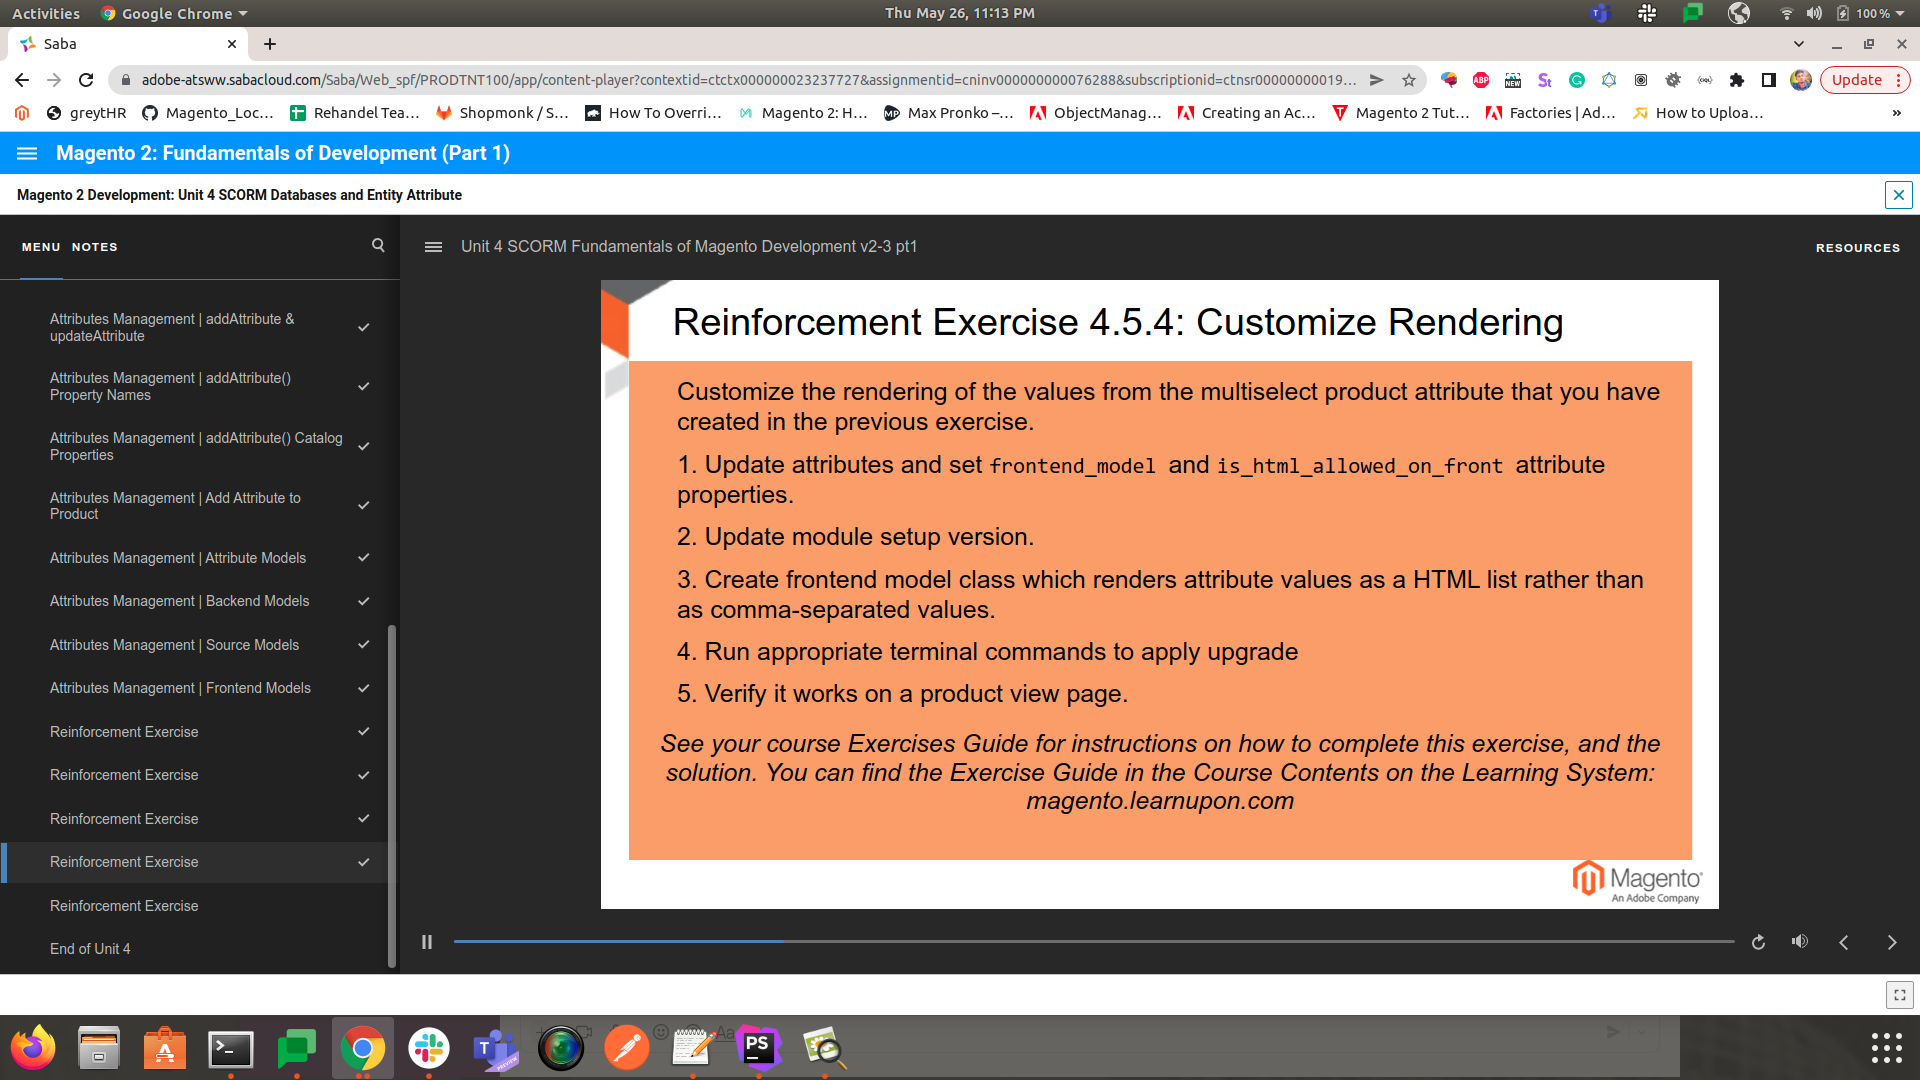 Activities
Google Chrome
Thu May 26, 11:13 PM
100 %
Saba
adobe-atsww.sabacloud.com/Saba/Web_spf/PRODTNT100/app/content-player?contextid=ctctx000000023237727&assignmentid=cninv000000000076288&subscriptionid=ctnsr00000000019...
Update
greytHR
Magento_Loc...
Rehandel Tea...
Shopmonk / S...
How To Overri...
Magento 2: H...
Max Pronko –...
ObjectManag...
Creating an Ac...
Magento 2 Tut...
Factories | Ad...
How to Uploa...
»
Magento 2: Fundamentals of Development (Part 1)
Magento 2 Development: Unit 4 SCORM Databases and Entity Attribute
MENU
NOTES
Unit 4 SCORM Fundamentals of Magento Development v2-3 pt1
RESOURCES
Attributes Management | addAttribute &
updateAttribute
Attributes Management | addAttribute()
Property Names
Attributes Management | addAttribute() Catalog
Properties
Attributes Management | Add Attribute to
Product
Attributes Management | Attribute Models
Attributes Management | Backend Models
Attributes Management | Source Models
Attributes Management | Frontend Models
Reinforcement Exercise
Reinforcement Exercise
Reinforcement Exercise
Reinforcement Exercise
Reinforcement Exercise
End of Unit 4
Reinforcement Exercise 4.5.4: Customize Rendering
Customize the rendering of the values from the multiselect product attribute that you have
created in the previous exercise.
1. Update attributes and set frontend_model and is_html_allowed_on_front attribute
properties.
2. Update module setup version.
3. Create frontend model class which renders attribute values as a HTML list rather than
as comma-separated values.
4. Run appropriate terminal commands to apply upgrade
5. Verify it works on a product view page.
See your course Exercises Guide for instructions on how to complete this exercise, and the
solution. You can find the Exercise Guide in the Course Contents on the Learning System:
magento.learnupon.com
Magento
An Adobe Company